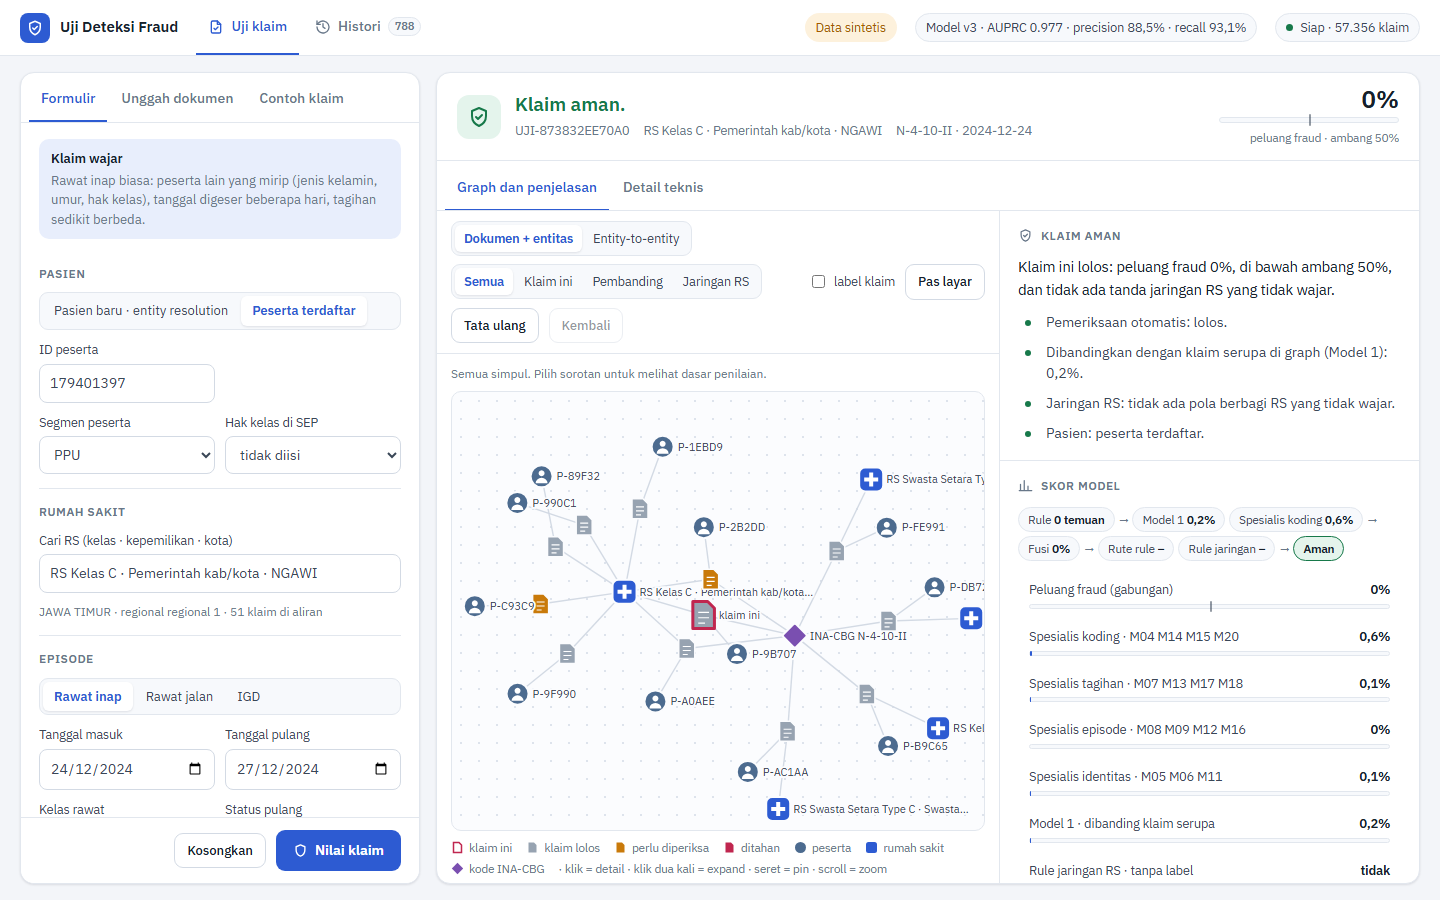 Uji Deteksi Fraud
Uji klaim
Histori 788
Data sintetis
Model v3 · AUPRC 0.977 · precision 88,5% · recall 93,1%
Siap · 57.356 klaim
Formulir
Unggah dokumen
Contoh klaim
Klaim wajar
Rawat inap biasa: peserta lain yang mirip (jenis kelamin,
umur, hak kelas), tanggal digeser beberapa hari, tagihan
sedikit berbeda.
PASIEN
Pasien baru · entity resolution
Peserta terdaftar
ID peserta
179401397
Segmen peserta
Hak kelas di SEP
PPU
tidak diisi
RUMAH SAKIT
Cari RS (kelas · kepemilikan · kota)
RS Kelas C · Pemerintah kab/kota · NGAWI
JAWA TIMUR · regional regional 1 · 51 klaim di aliran
EPISODE
Rawat inap
Rawat jalan
IGD
Tanggal masuk
Tanggal pulang
24/12/2024
27/12/2024
Kelas rawat
Status pulang
Kosongkan
Nilai klaim
Klaim aman.
UJI-873832EE70A0 RS Kelas C · Pemerintah kab/kota · NGAWI N-4-10-II · 2024-12-24
0%
peluang fraud · ambang 50%
Graph dan penjelasan
Detail teknis
Dokumen + entitas
Entity-to-entity
Semua
Klaim ini
Pembanding
Jaringan RS
label klaim
Pas layar
Tata ulang
Kembali
Semua simpul. Pilih sorotan untuk melihat dasar penilaian.
P-1EBD9
P-89F32
RS Swasta Setara Ty
P-990C1
P-2B2DD
P-FE991
P-DB72
RS Kelas C · Pemerintah kab/kota...
P-C93C9
klaim ini
INA-CBG N-4-10-II
P-9B707
P-9F990
P-A0AEE
RS Kel
P-B9C65
P-AC1AA
RS Swasta Setara Type C · Swasta...
klaim ini
klaim lolos
perlu diperiksa
ditahan
peserta
rumah sakit
kode INA-CBG
· klik = detail · klik dua kali = expand · seret = pin · scroll = zoom
KLAIM AMAN
Klaim ini lolos: peluang fraud 0%, di bawah ambang 50%,
dan tidak ada tanda jaringan RS yang tidak wajar.
Pemeriksaan otomatis: lolos.
Dibandingkan dengan klaim serupa di graph (Model 1):
0,2%.
Jaringan RS: tidak ada pola berbagi RS yang tidak wajar.
Pasien: peserta terdaftar.
SKOR MODEL
Rule 0 temuan → Model 1 0,2% Spesialis koding 0,6% →
Fusi 0% → Rute rule – Rule jaringan – → Aman
Peluang fraud (gabungan) 0%
Spesialis koding · M04 M14 M15 M20 0,6%
Spesialis tagihan · M07 M13 M17 M18 0,1%
Spesialis episode · M08 M09 M12 M16 0%
Spesialis identitas · M05 M06 M11 0,1%
Model 1 · dibanding klaim serupa 0,2%
Rule jaringan RS · tanpa label tidak